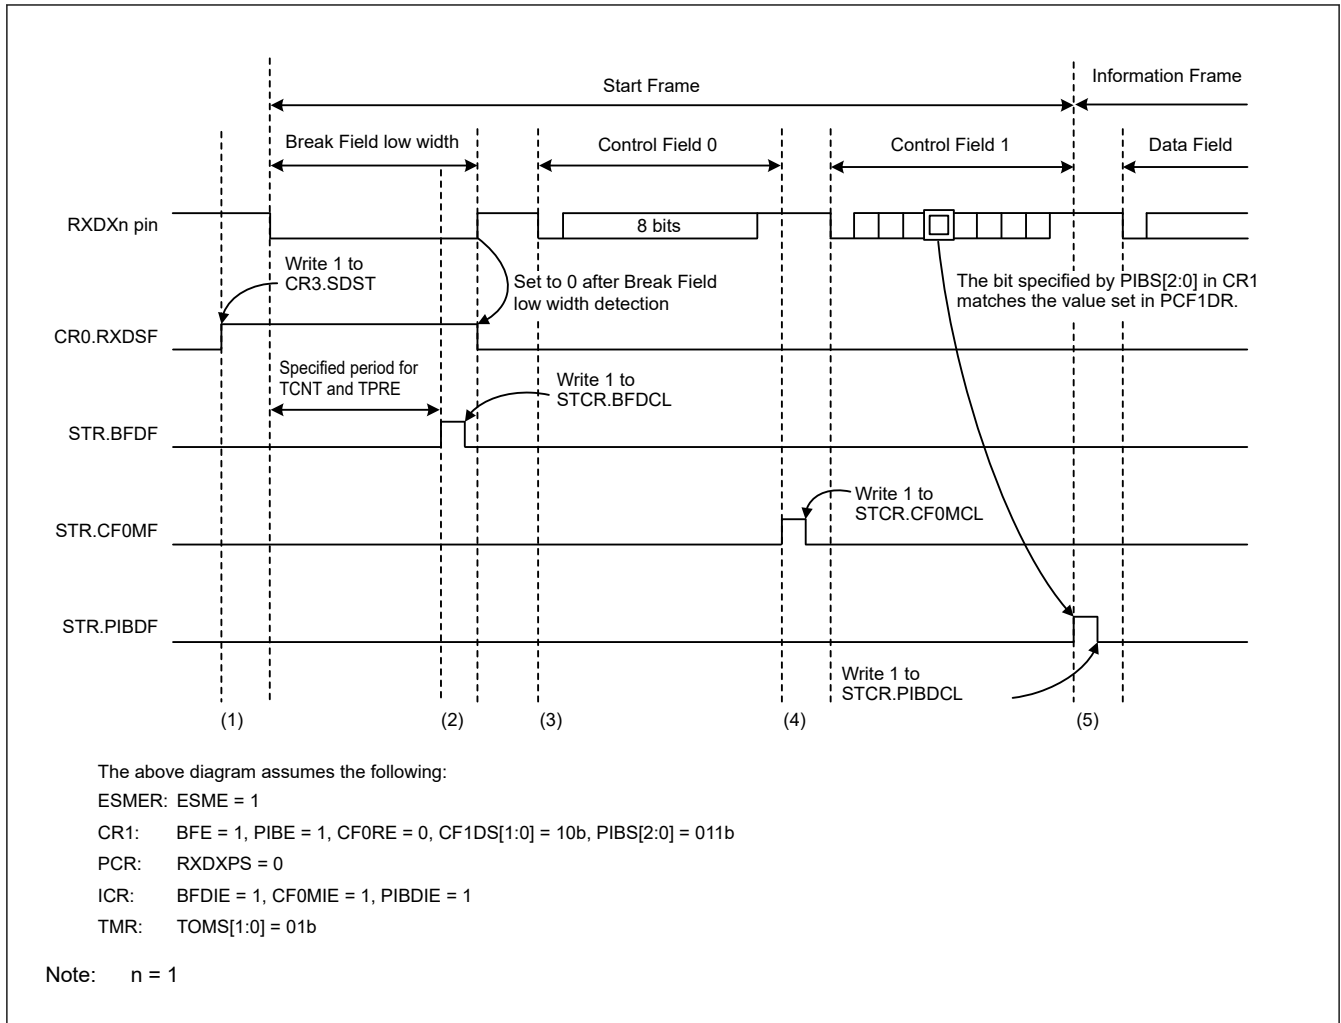 Start Frame
Information Frame
Break Field low width
Control Field 0
Control Field 1
Data Field
RXDXn pin
8 bits
Write 1 to
CR3.SDST
Set to 0 after Break Field
low width detection
The bit specified by PIBS[2:0] in CR1
matches the value set in PCF1DR.
CR0.RXDSF
Specified period for
TCNT and TPRE
Write 1 to
STCR.BFDCL
STR.BFDF
Write 1 to
STCR.CF0MCL
STR.CF0MF
STR.PIBDF
Write 1 to
STCR.PIBDCL
(1)
(2)
(3)
(4)
(5)
The above diagram assumes the following:
ESMER: ESME = 1
CR1: BFE = 1, PIBE = 1, CF0RE = 0, CF1DS[1:0] = 10b, PIBS[2:0] = 011b
PCR: RXDXPS = 0
ICR: BFDIE = 1, CF0MIE = 1, PIBDIE = 1
TMR: TOMS[1:0] = 01b
Note: n = 1